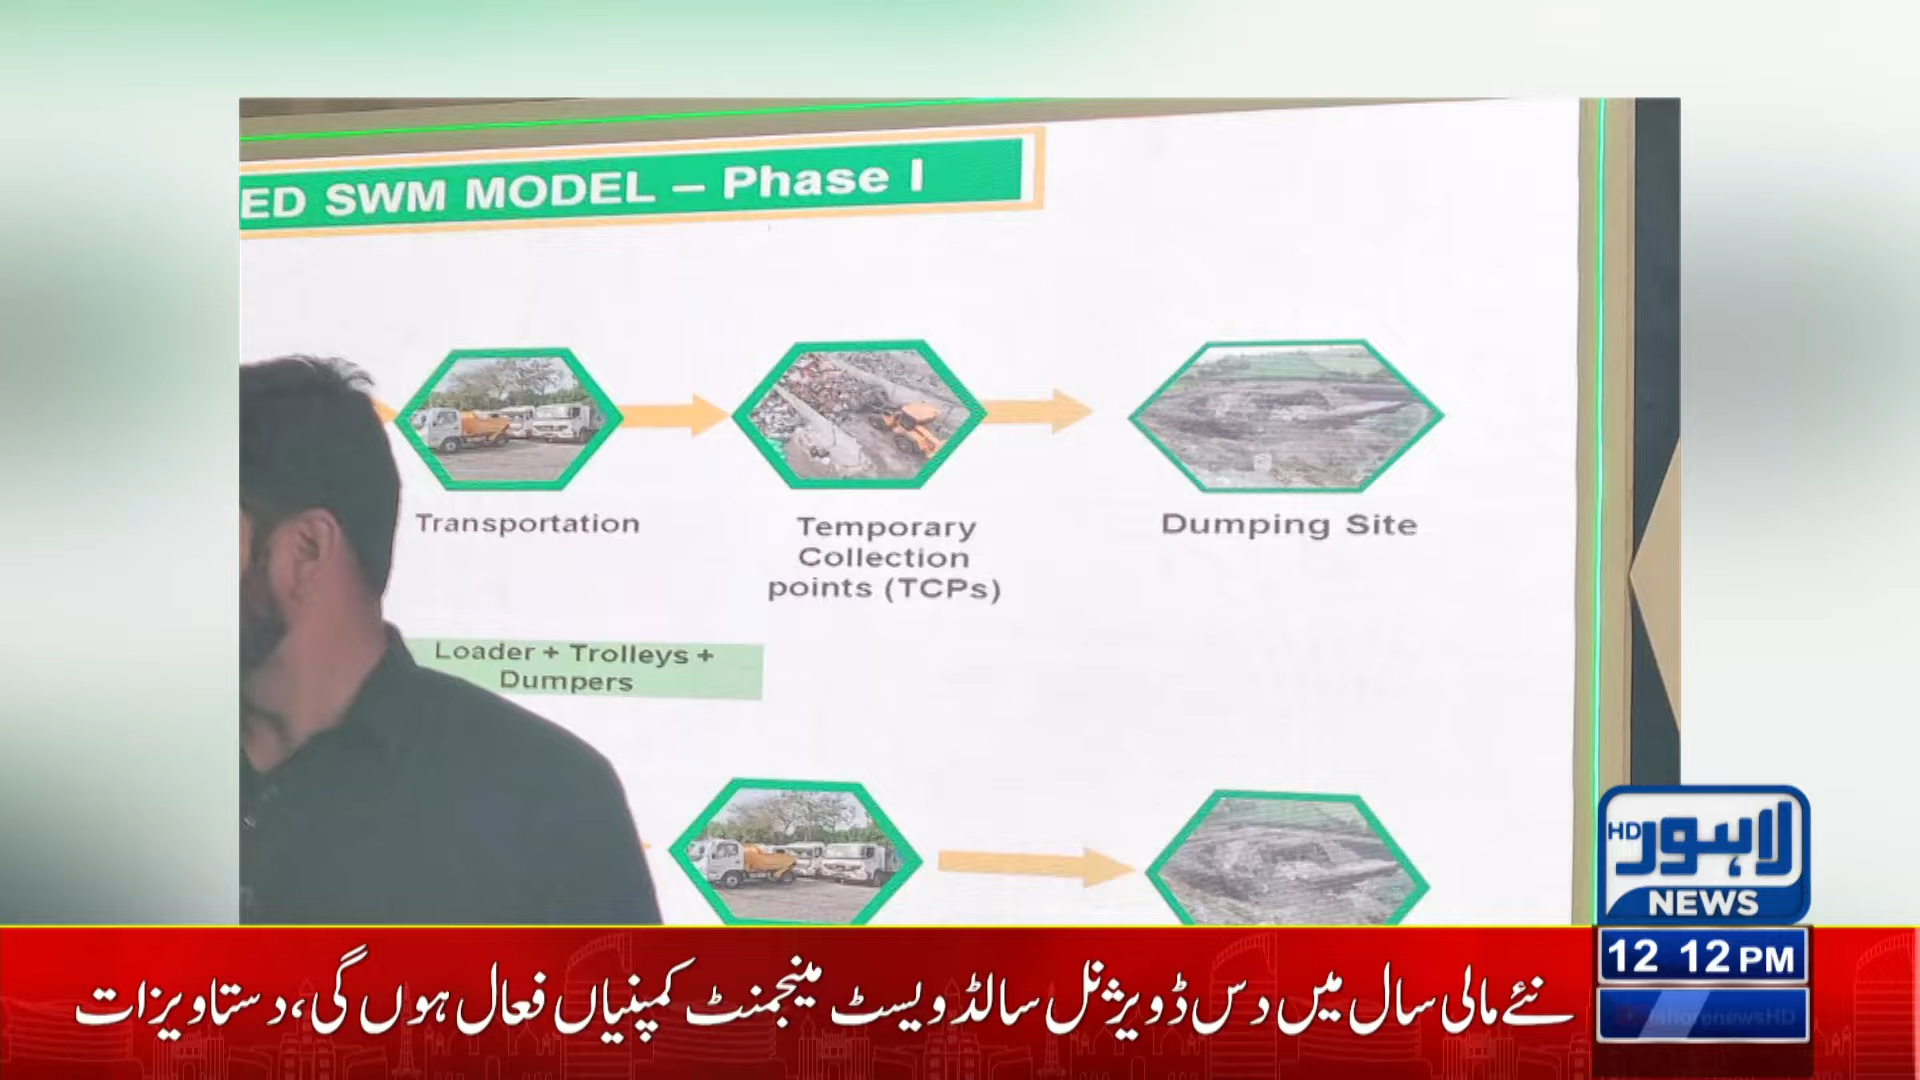 ED SWM MODEL – Phase I
Transportation
Temporary
Collection
points (TCPs)
Dumping Site
Loader + Trolleys +
Dumpers
HD لاہور
NEWS
12 12 PM
نئے مالی سال میں دس ڈویژنل سالڈ ویسٹ مینجمنٹ کمپنیاں فعال ہوں گی، دستاویزات